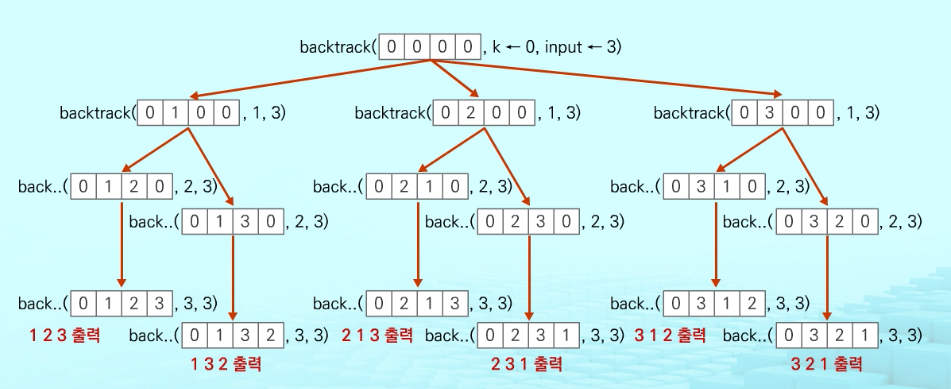 backtrack( 0 0 0 0 , k ← 0, input ← 3)
backtrack( 0 1 0 0 , 1, 3)
backtrack( 0 2 0 0 , 1, 3)
backtrack( 0 3 0 0 , 1, 3)
back..( 0 1 2 0 , 2, 3)
back..( 0 2 1 0 , 2, 3)
back..( 0 3 1 0 , 2, 3)
back..( 0 1 3 0 , 2, 3)
back..( 0 2 3 0 , 2, 3)
back..( 0 3 2 0 , 2, 3)
back..( 0 1 2 3 , 3, 3)
back..( 0 2 1 3 , 3, 3)
back..( 0 3 1 2 , 3, 3)
1 2 3 출력
back..( 0 1 3 2 , 3, 3)
2 1 3 출력
back..( 0 2 3 1 , 3, 3)
3 1 2 출력
back..( 0 3 2 1 , 3, 3)
1 3 2 출력
2 3 1 출력
3 2 1 출력